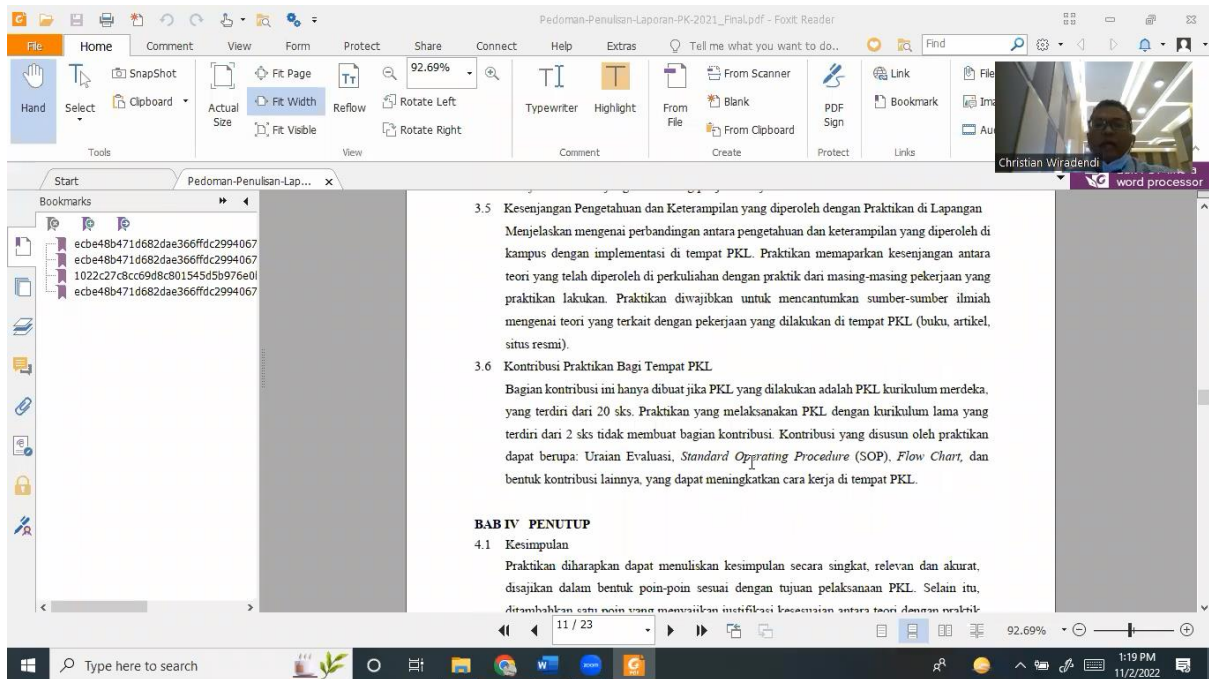 Pedoman-Penulisan-Laporan-PK-2021_Final.pdf - Foxit Reader
File Home Comment View Form Protect Share Connect Help Extras Tell me what you want to do.. Find
Hand
Select
SnapShot
Clipboard
Actual Size
Fit Page
Fit Width
Fit Visible
Reflow
92.69%
Rotate Left
Rotate Right
Typewriter
Highlight
From File
From Scanner
Blank
From Clipboard
PDF Sign
Link
Bookmark
File
Tools View Comment Create Protect Links
Christian Wiradendi
word processor
Start Pedoman-Penulisan-Lap...
Bookmarks
ecbe48b471d682dae366ffdc2994067
ecbe48b471d682dae366ffdc2994067
1022c27c8cc69d8c801545d5b976e0
ecbe48b471d682dae366ffdc2994067
3.5 Kesenjangan Pengetahuan dan Keterampilan yang diperoleh dengan Praktikan di Lapangan
Menjelaskan mengenai perbandingan antara pengetahuan dan keterampilan yang diperoleh di
kampus dengan implementasi di tempat PKL. Praktikan memaparkan kesenjangan antara
teori yang telah diperoleh di perkuliahan dengan praktik dari masing-masing pekerjaan yang
praktikan lakukan. Praktikan diwajibkan untuk mencantumkan sumber-sumber ilmiah
mengenai teori yang terkait dengan pekerjaan yang dilakukan di tempat PKL (buku, artikel,
situs resmi).
3.6 Kontribusi Praktikan Bagi Tempat PKL
Bagian kontribusi ini hanya dibuat jika PKL yang dilakukan adalah PKL kurikulum merdeka,
yang terdiri dari 20 sks. Praktikan yang melaksanakan PKL dengan kurikulum lama yang
terdiri dari 2 sks tidak membuat bagian kontribusi. Kontribusi yang disusun oleh praktikan
dapat berupa: Uraian Evaluasi, Standard Operating Procedure (SOP), Flow Chart, dan
bentuk kontribusi lainnya, yang dapat meningkatkan cara kerja di tempat PKL.
BAB IV PENUTUP
4.1 Kesimpulan
Praktikan diharapkan dapat menuliskan kesimpulan secara singkat, relevan dan akurat,
disajikan dalam bentuk poin-poin sesuai dengan tujuan pelaksanaan PKL. Selain itu,
ditambahkan satu poin yang menyajikan justifikasi kesesuaian antara teori dengan praktik
11 / 23
92.69%
Type here to search
zoom
1:19 PM
11/2/2022